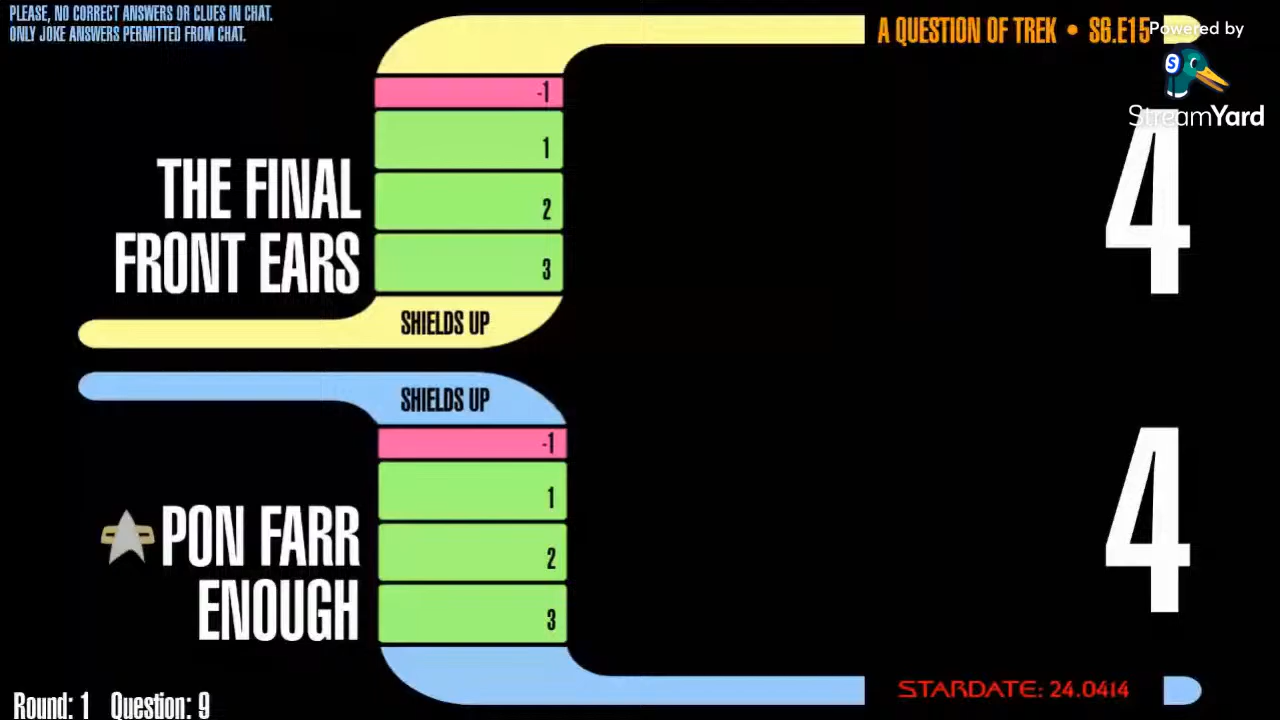 PLEASE, NO CORRECT ANSWERS OR CLUES IN CHAT.
ONLY JOKE ANSWERS PERMITTED FROM CHAT.
A QUESTION OF TREK • S6.E15
Powered by
StreamYard
THE FINAL
FRONT EARS
-1
1
2
3
SHIELDS UP
4
SHIELDS UP
-1
1
2
3
PON FARR
ENOUGH
4
Round: 1 Question: 9
STARDATE: 24.0414